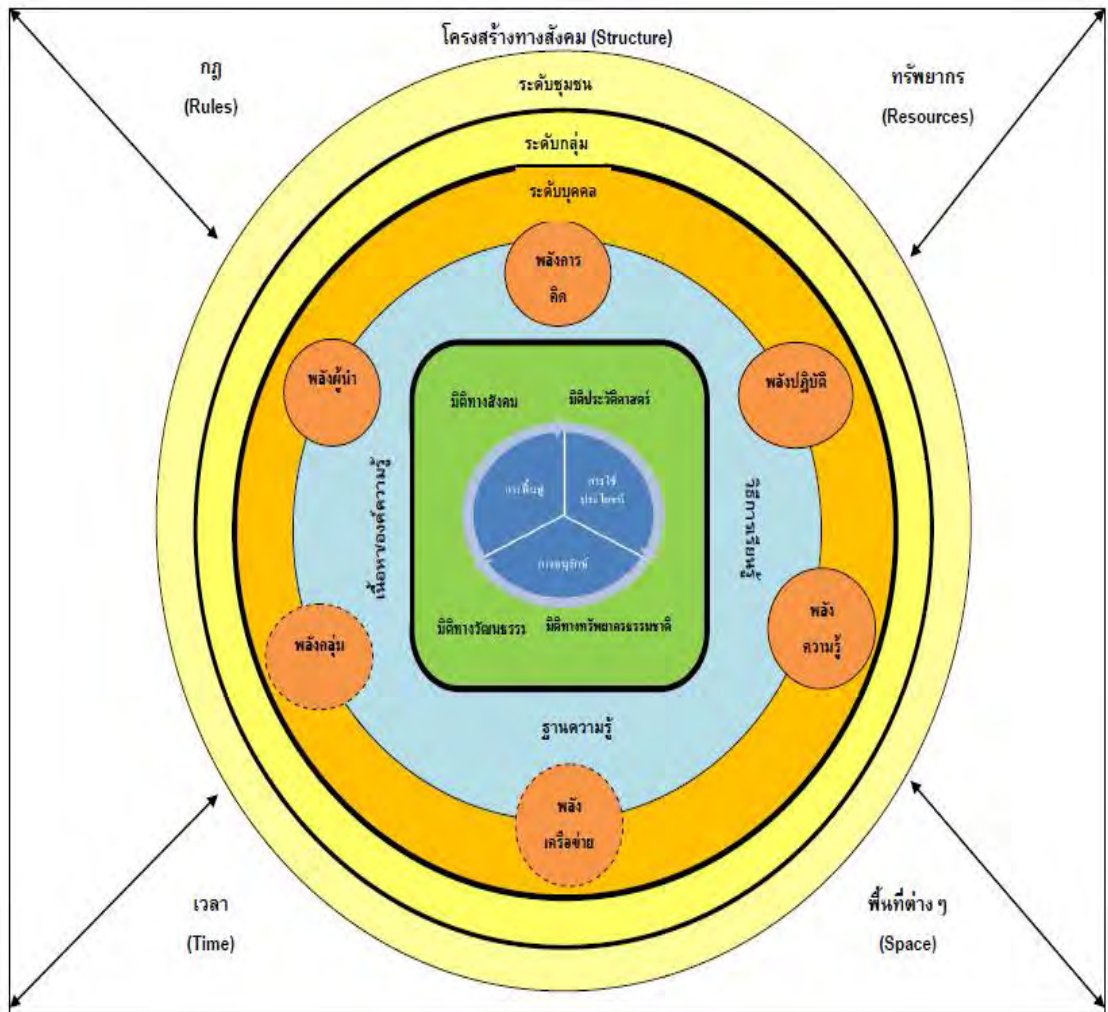 โครงสร้างทางสังคม (Structure)
กฎ
(Rules)
ทรัพยากร
(Resources)
ระดับชุมชน
ระดับกลุ่ม
ระดับบุคคล
พลังการ
คิด
พลังผู้นำ
พลังปฏิบัติ
มิติทางสังคม
มิติประวัติศาสตร์
การฟื้นฟู
การใช้
ประโยชน์
การอนุรักษ์
เนื้อหา/องค์ความรู้
วิธีการเรียนรู้
มิติทางวัฒนธรรม
มิติทางทรัพยากรธรรมชาติ
พลังกลุ่ม
พลัง
ความรู้
ฐานความรู้
พลัง
เครือข่าย
เวลา
(Time)
พื้นที่ต่าง ๆ
(Space)